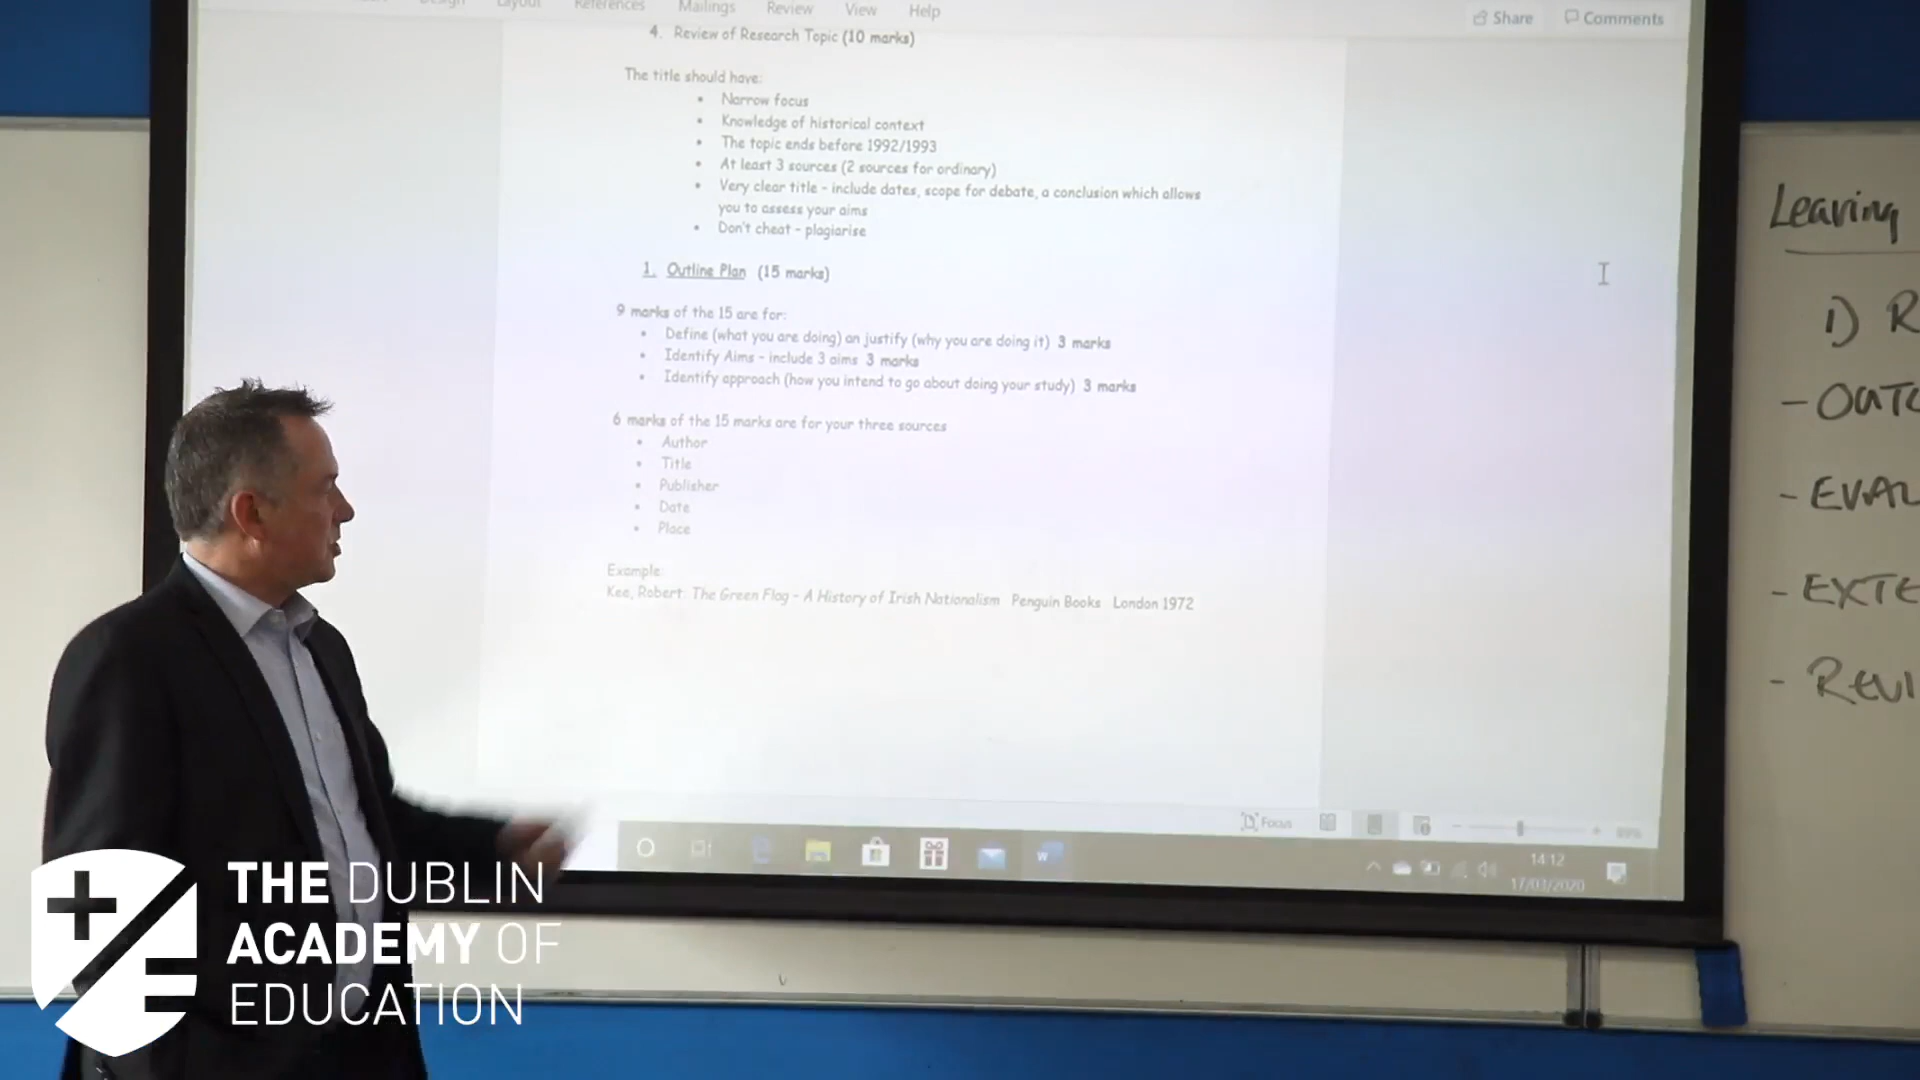 Design Layout References Mailings Review View Help
Share Comments
4. Review of Research Topic (10 marks)
The title should have:
• Narrow focus
• Knowledge of historical context
• The topic ends before 1992/1993
• At least 3 sources (2 sources for ordinary)
• Very clear title – include dates, scope for debate, a conclusion which allows
you to assess your aims
• Don't cheat – plagiarise
1. Outline Plan (15 marks)
9 marks of the 15 are for:
• Define (what you are doing) an justify (why you are doing it) 3 marks
• Identify Aims – include 3 aims 3 marks
• Identify approach (how you intend to go about doing your study) 3 marks
6 marks of the 15 marks are for your three sources
• Author
• Title
• Publisher
• Date
• Place
Example:
Kee, Robert: The Green Flag – A History of Irish Nationalism Penguin Books London 1972
Focus
14:12
17/03/2020
Leaving
1) R
- OUTL
- EVAL
- EXTE
- REVI
THE DUBLIN
ACADEMY OF
EDUCATION